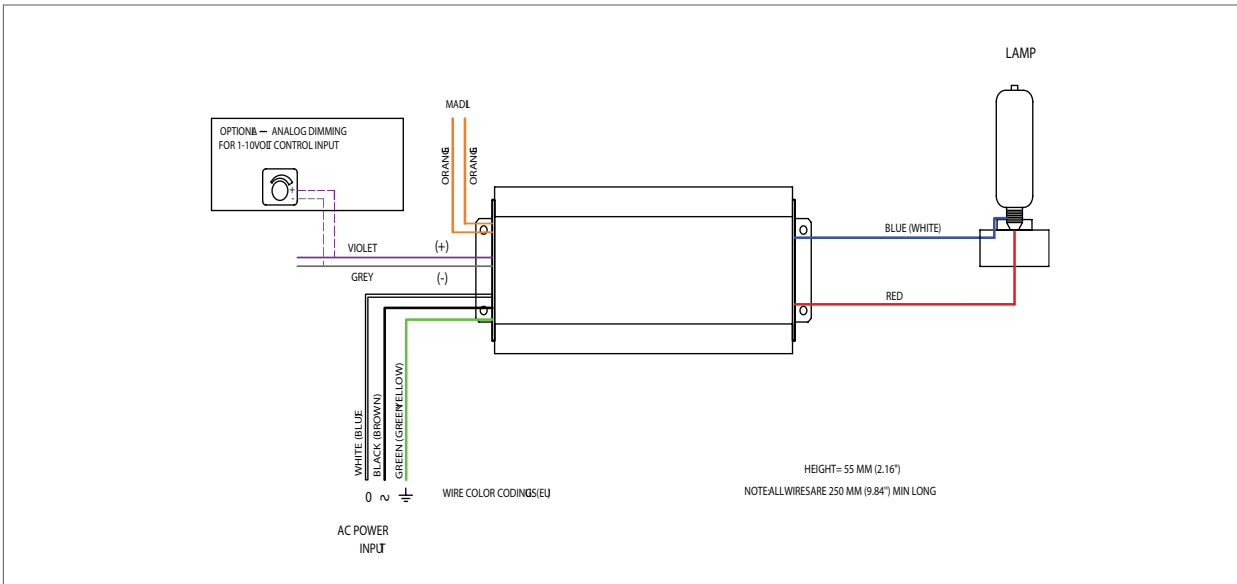 LAMP
MADLI
OPTIONA — ANALOG DIMMING
FOR 1-10VOLT CONTROL INPUT
+
-
ORANGE
ORANGE
BLUE (WHITE)
VIOLET (+)
GREY (-)
RED
WHITE (BLUE
BLACK (BROWN)
GREEN (GREEN/YELLOW)
0 ~
HEIGHT= 55 MM (2.16")
WIRE COLOR CODINGS(EU)
NOTE:ALL WIRES ARE 250 MM (9.84") MIN LONG
AC POWER
INPUT